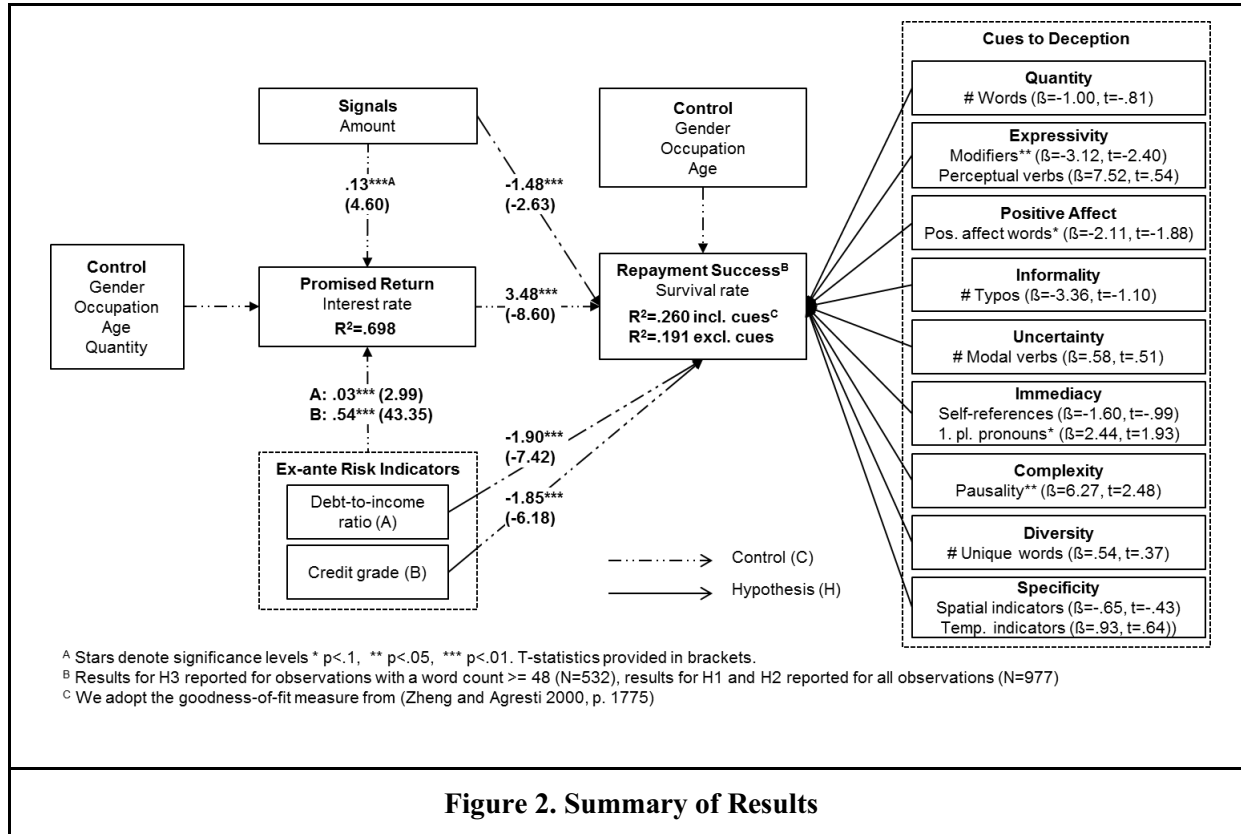 Signals
Amount
Control
Gender
Occupation
Age
.13***A
(4.60)
-1.48***
(-2.63)
Control
Gender
Occupation
Age
Quantity
Promised Return
Interest rate
R²=.698
3.48***
(-8.60)
Repayment Success^B
Survival rate
R²=.260 incl. cues^C
R²=.191 excl. cues
A: .03*** (2.99)
B: .54*** (43.35)
Ex-ante Risk Indicators
Debt-to-income
ratio (A)
Credit grade (B)
-1.90***
(-7.42)
-1.85***
(-6.18)
Control (C)
Hypothesis (H)
Cues to Deception
Quantity
# Words (ß=-1.00, t=-.81)
Expressivity
Modifiers** (ß=-3.12, t=-2.40)
Perceptual verbs (ß=7.52, t=.54)
Positive Affect
Pos. affect words* (ß=-2.11, t=-1.88)
Informality
# Typos (ß=-3.36, t=-1.10)
Uncertainty
# Modal verbs (ß=.58, t=.51)
Immediacy
Self-references (ß-1.60, t=-.99)
1. pl. pronouns* (ß=2.44, t=1.93)
Complexity
Pausality** (ß=6.27, t=2.48)
Diversity
# Unique words (ß=.54, t=.37)
Specificity
Spatial indicators (ß=-.65, t=-.43)
Temp. indicators (ß=.93, t=.64))
A Stars denote significance levels * p<.1, ** p<.05, *** p<.01. T-statistics provided in brackets.
B Results for H3 reported for observations with a word count >= 48 (N=532), results for H1 and H2 reported for all observations (N=977)
C We adopt the goodness-of-fit measure from (Zheng and Agresti 2000, p. 1775)
Figure 2. Summary of Results